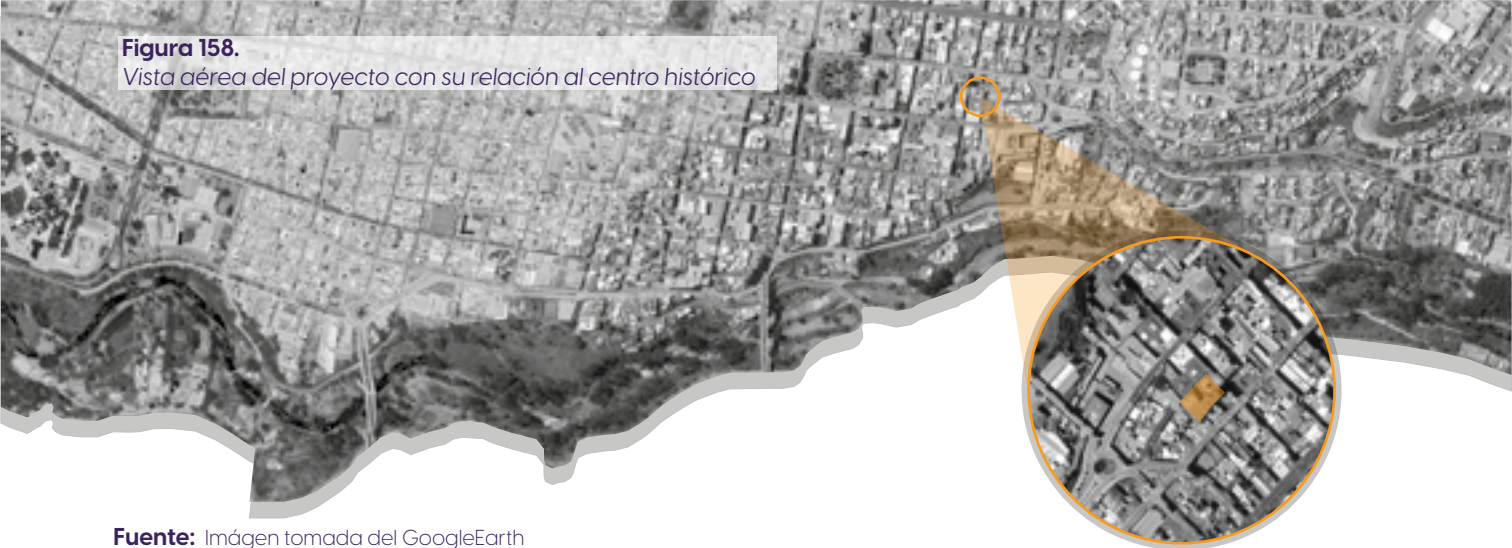 Figura 158.
Vista aérea del proyecto con su relación al centro histórico
Fuente: Imágen tomada del GoogleEarth